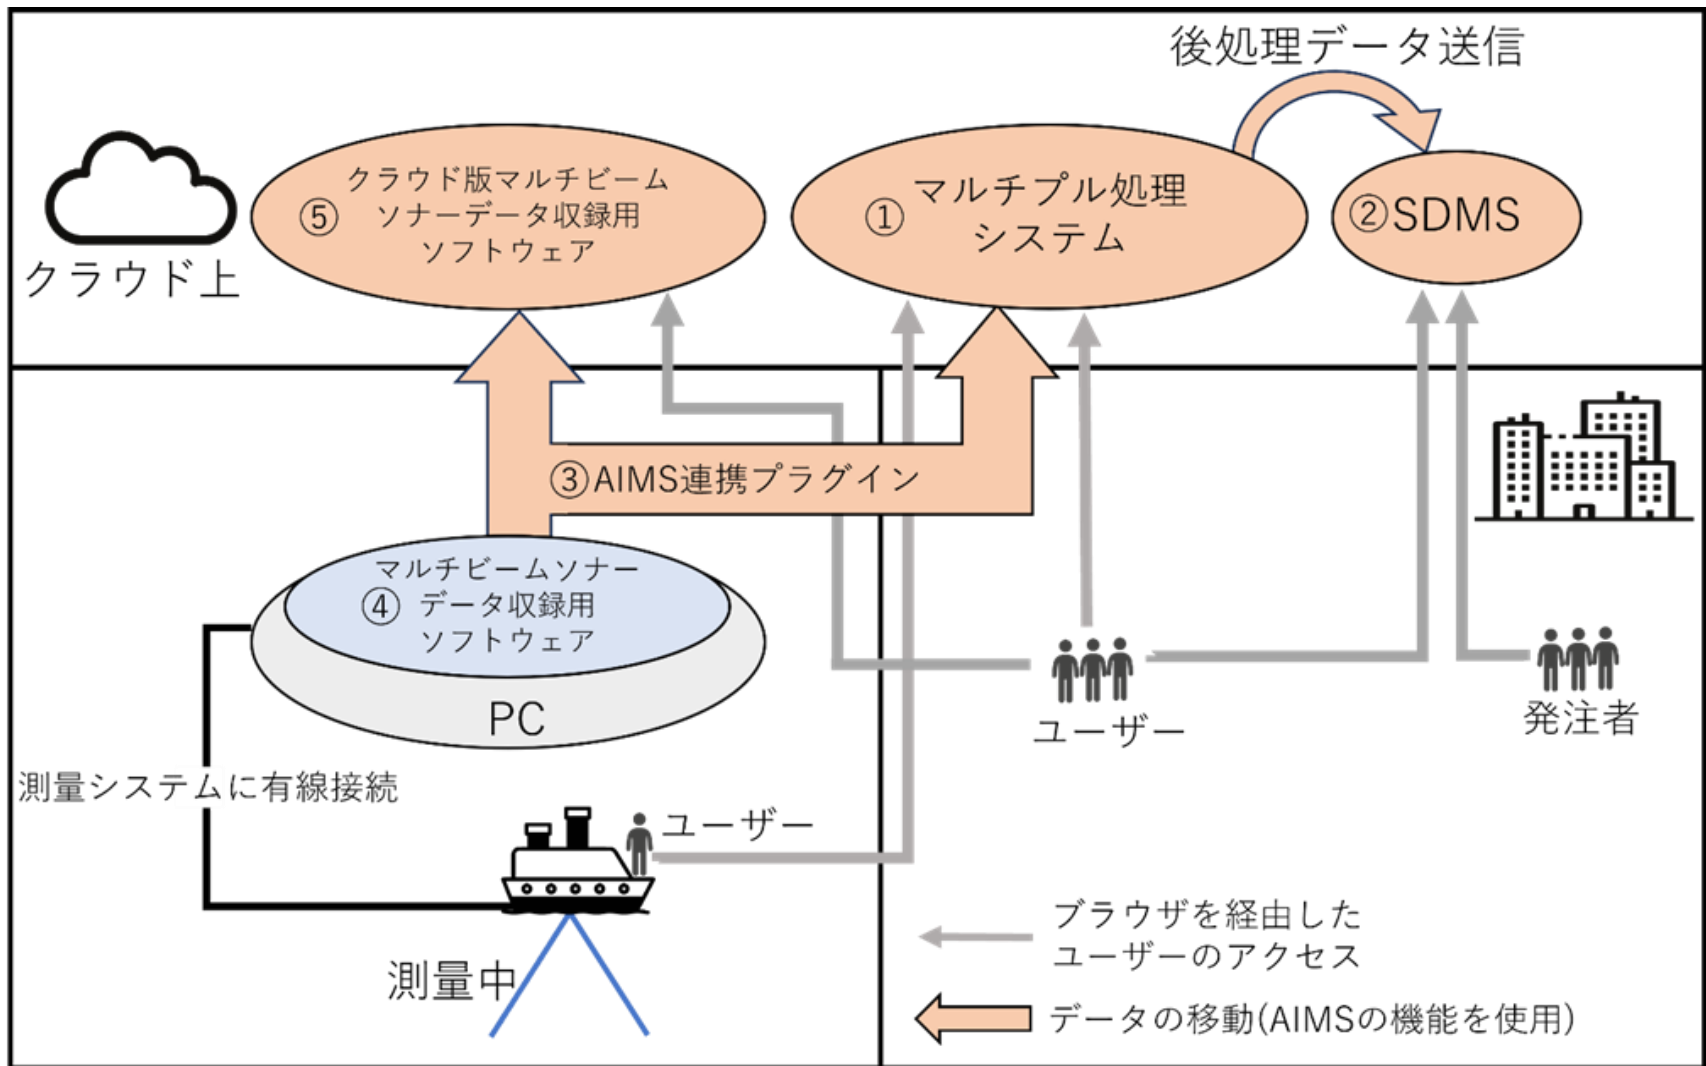 後処理データ送信
クラウド上
クラウド版マルチビーム
⑤ ソナーデータ収録用
ソフトウェア
① マルチプル処理
システム
②SDMS
③AIMS連携プラグイン
マルチビームソナー
④ データ収録用
ソフトウェア
PC
測量システムに有線接続
ユーザー
測量中
ユーザー
発注者
ブラウザを経由した
ユーザーのアクセス
データの移動(AIMSの機能を使用)